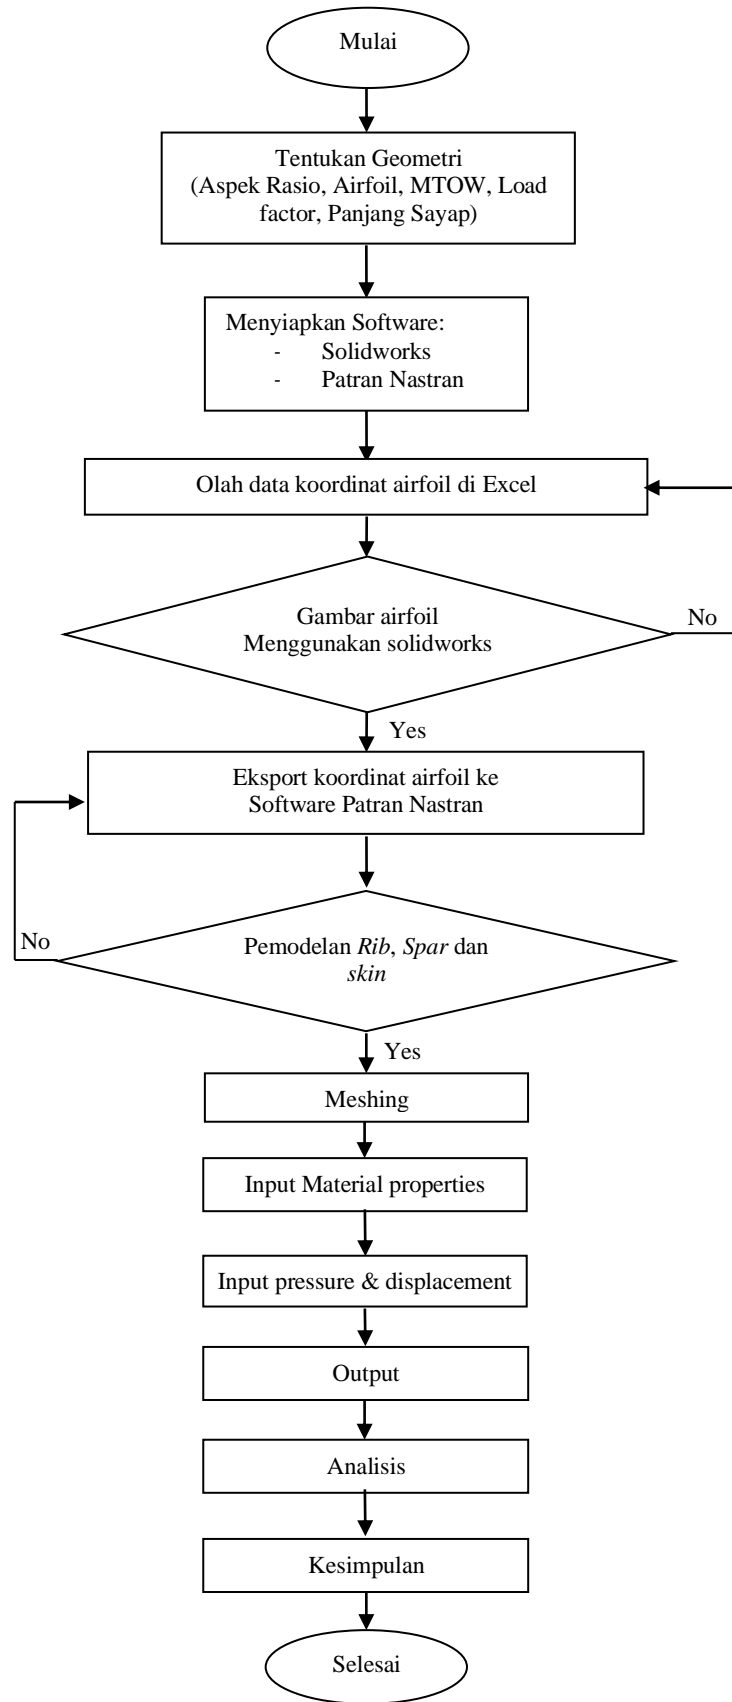 Mulai
Tentukan Geometri
(Aspek Rasio, Airfoil, MTOW, Load
factor, Panjang Sayap)
Menyiapkan Software:
- Solidworks
- Patran Nastran
Olah data koordinat airfoil di Excel
Gambar airfoil
Menggunakan solidworks
No
Yes
Eksport koordinat airfoil ke
Software Patran Nastran
No
Pemodelan Rib, Spar dan
skin
Yes
Meshing
Input Material properties
Input pressure & displacement
Output
Analisis
Kesimpulan
Selesai